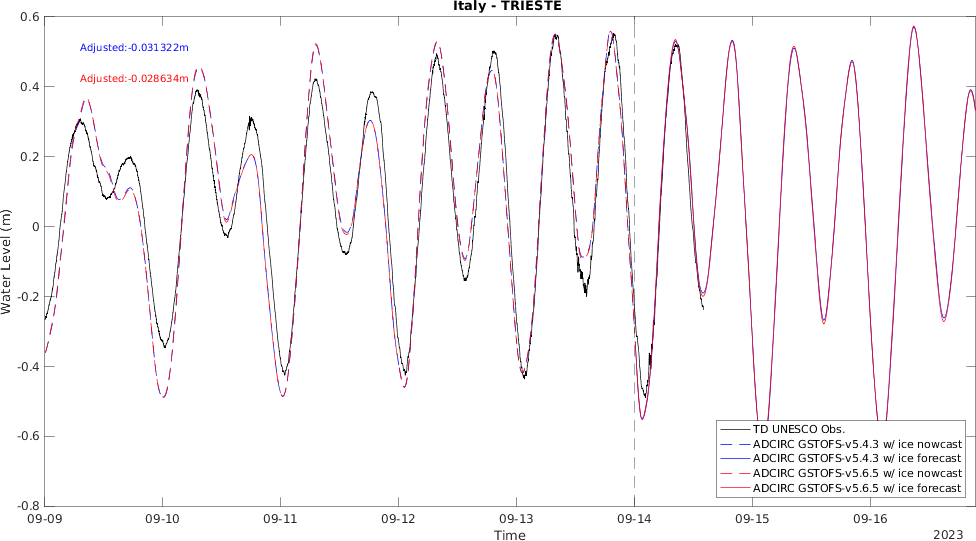 Italy - TRIESTE
Adjusted:-0.031322m
Adjusted:-0.028634m
Water Level (m)
0.6
0.4
0.2
0
-0.2
-0.4
-0.6
-0.8
TD UNESCO Obs.
ADCIRC GSTOFS-v5.4.3 w/ ice nowcast
ADCIRC GSTOFS-v5.4.3 w/ ice forecast
ADCIRC GSTOFS-v5.6.5 w/ ice nowcast
ADCIRC GSTOFS-v5.6.5 w/ ice forecast
09-09 09-10 09-11 09-12 09-13 09-14 09-15 09-16
Time
2023